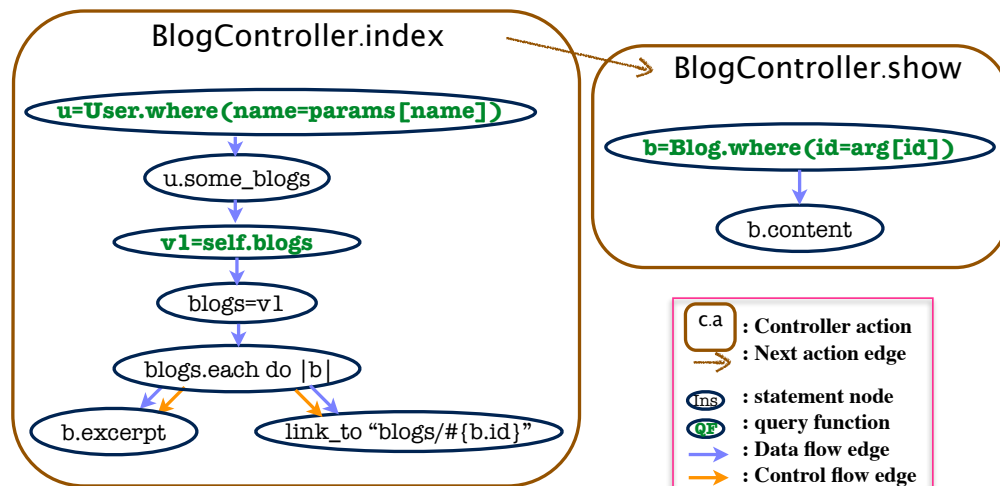 BlogController.index
u=User.where(name=params[name])
u.some_blogs
v1=self.blogs
blogs=v1
blogs.each do |b|
b.excerpt
link_to “blogs/#{b.id}”
BlogController.show
b=Blog.where(id=arg[id])
b.content
c.a : Controller action
: Next action edge
Ins : statement node
QF : query function
: Data flow edge
: Control flow edge